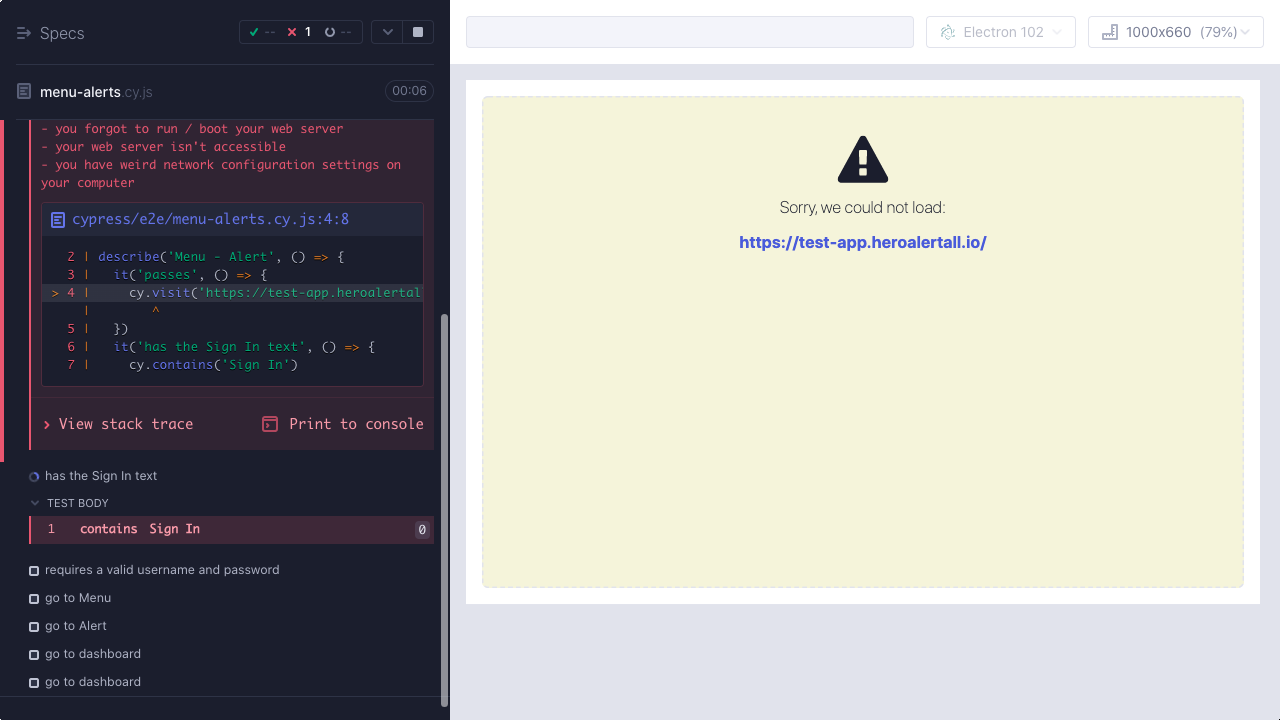 Specs
-- 1 --
menu-alerts.cy.js
00:06
- you forgot to run / boot your web server
- your web server isn't accessible
- you have weird network configuration settings on
your computer
cypress/e2e/menu-alerts.cy.js:4:8
2 | describe('Menu - Alert', () => {
3 | it('passes', () => {
> 4 | cy.visit('https://test-app.heroalertal
| ^
5 | })
6 | it('has the Sign In text', () => {
7 | cy.contains('Sign In')
View stack trace
Print to console
has the Sign In text
TEST BODY
1 contains Sign In 0
requires a valid username and password
go to Menu
go to Alert
go to dashboard
go to dashboard
Electron 102
1000x660 (79%)
Sorry, we could not load:
https://test-app.heroalertall.io/